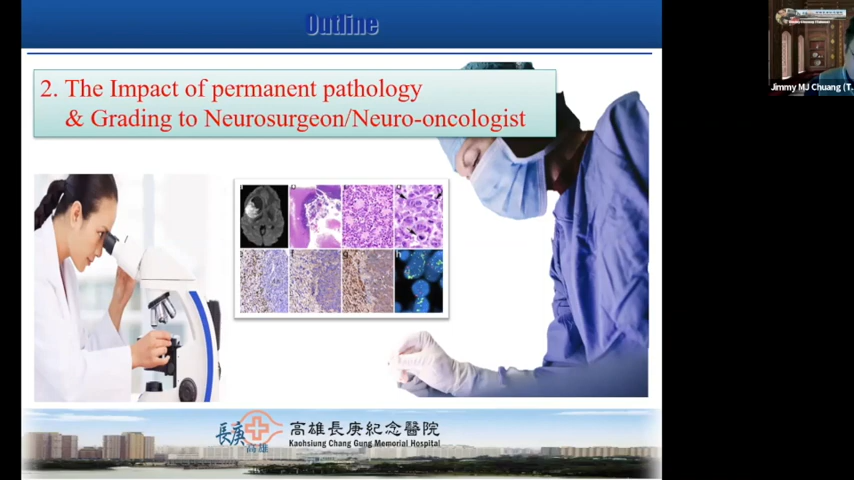 Outline
2. The Impact of permanent pathology
& Grading to Neurosurgeon/Neuro-oncologist
f
g
h
長庚
高雄
高雄長庚紀念醫院
Kaohsiung Chang Gung Memorial Hospital
Jimmy MJ Chuang (T...